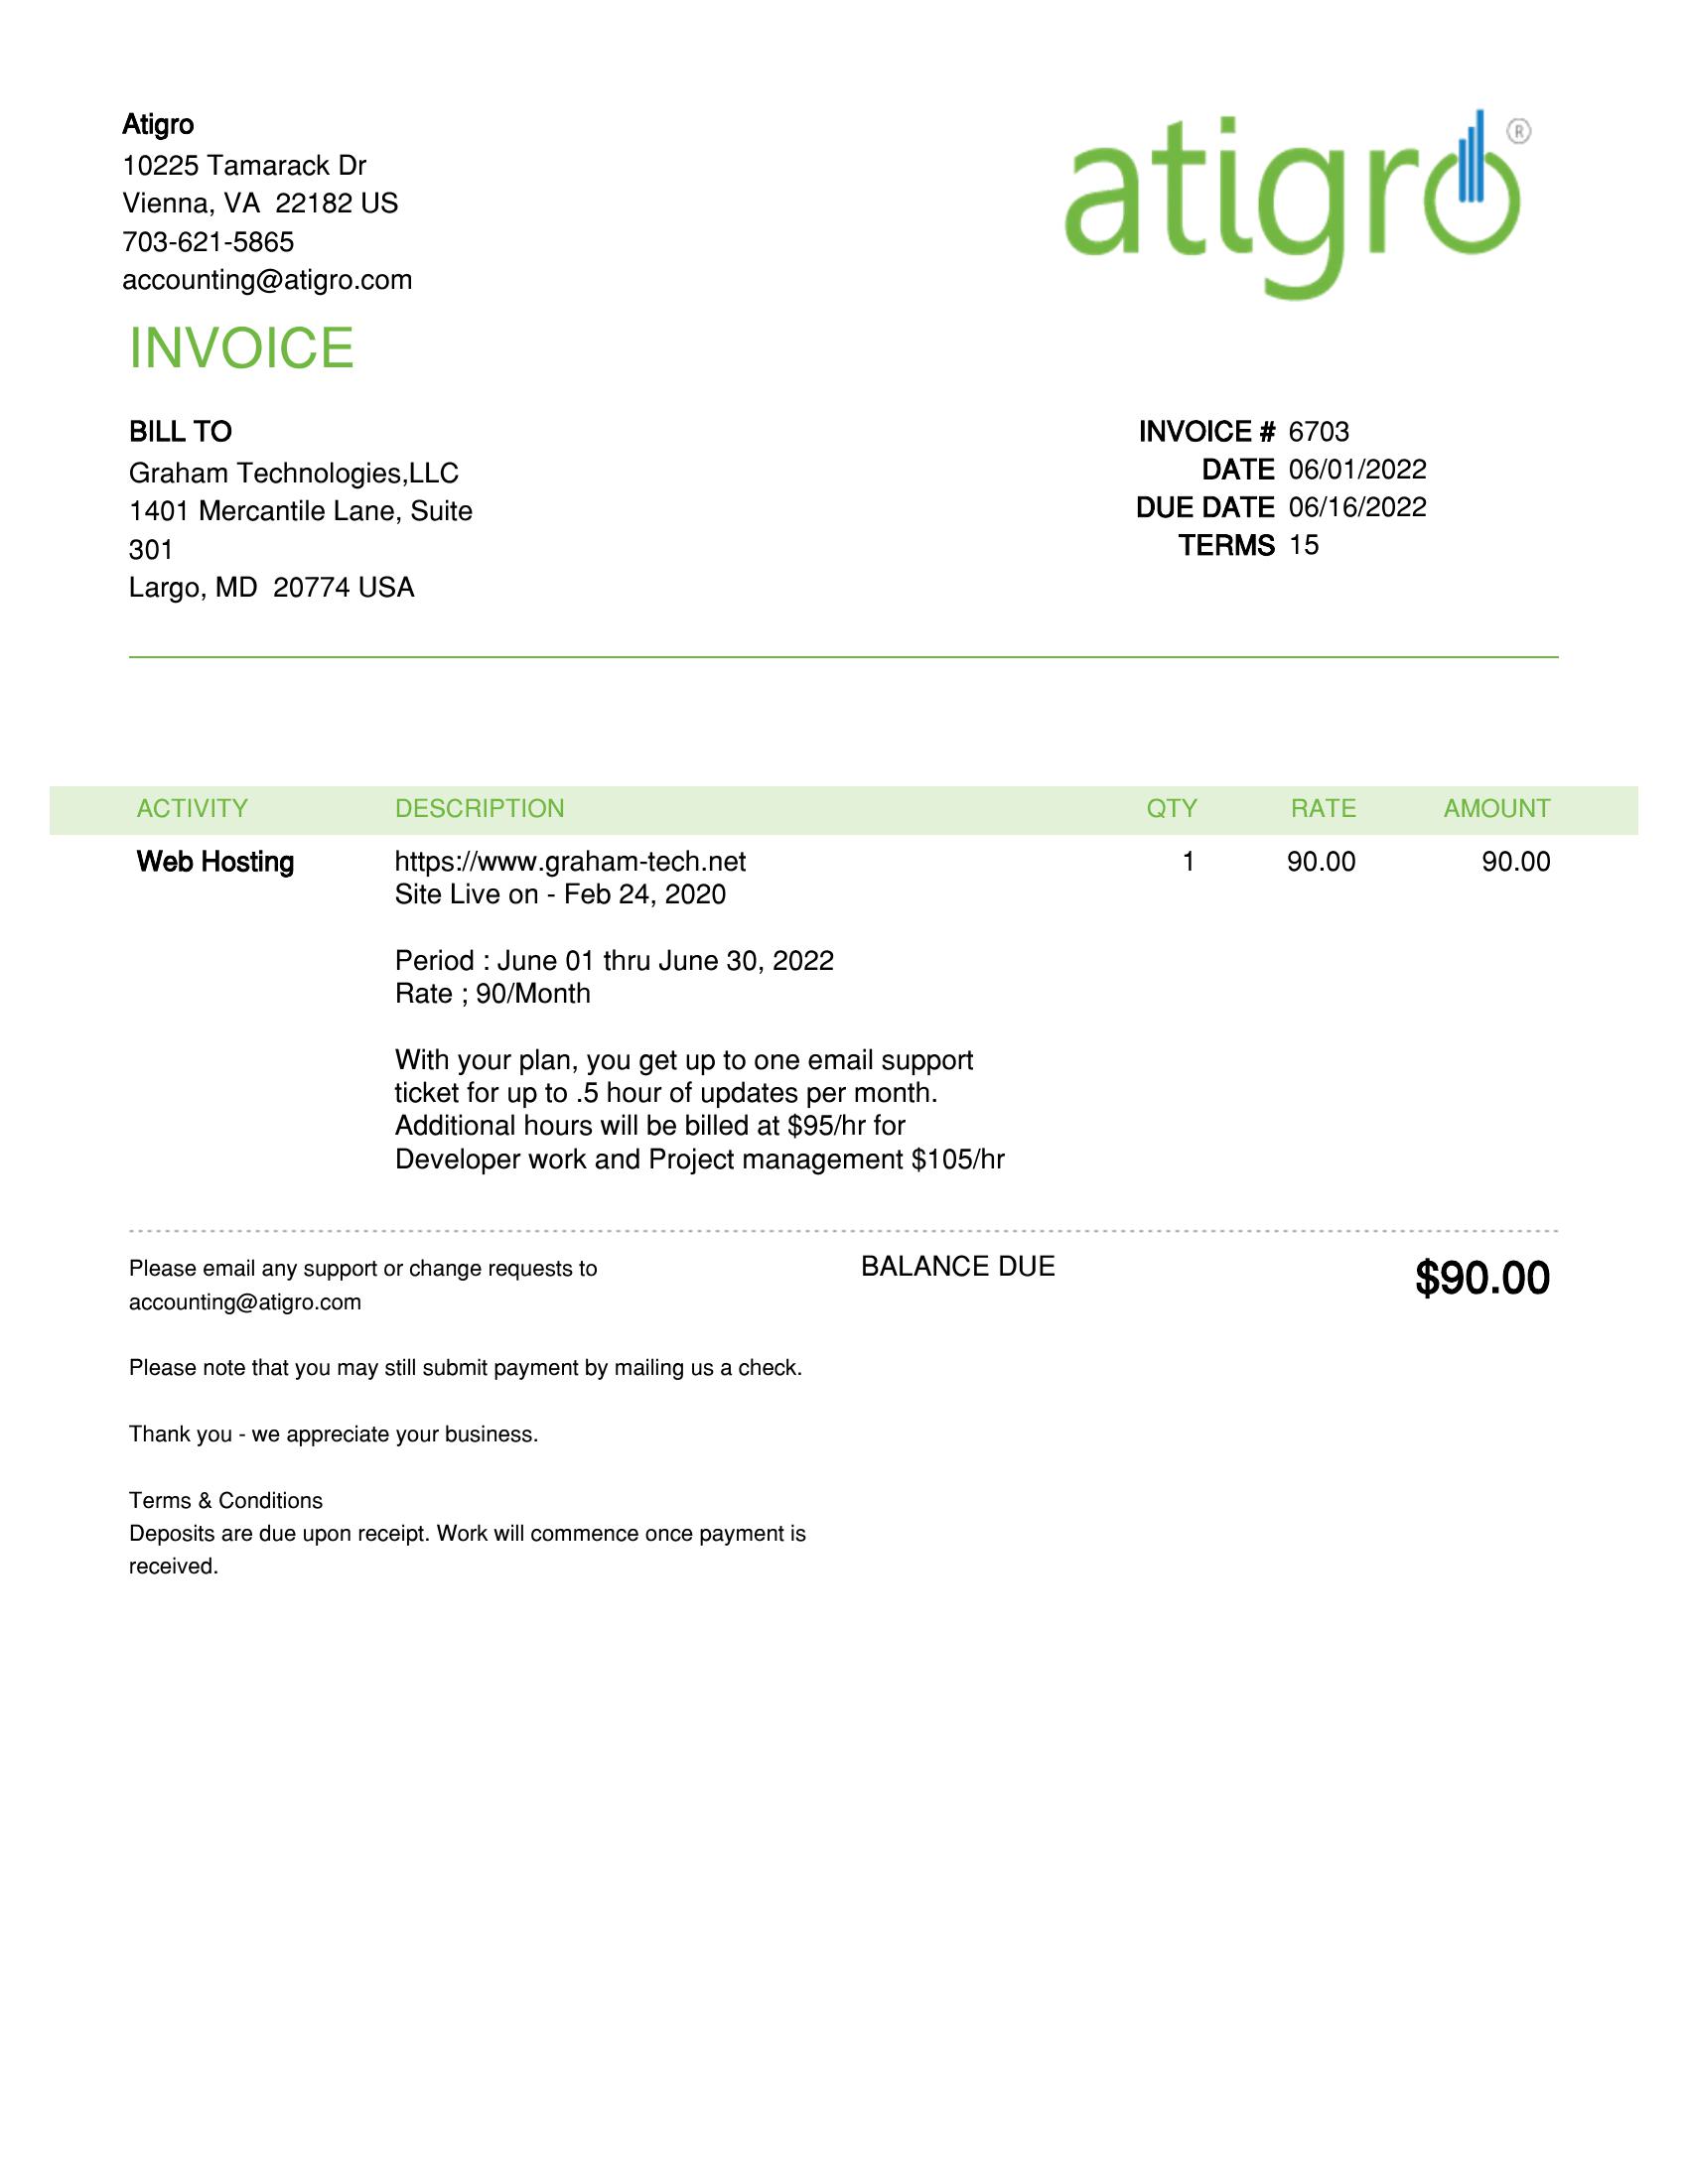 Atigro
10225 Tamarack Dr
Vienna, VA  22182 US
703-621-5865
accounting@atigro.com
atigro®
INVOICE
BILL TO
Graham Technologies,LLC
1401 Mercantile Lane, Suite
301
Largo, MD  20774 USA
INVOICE # 6703
DATE 06/01/2022
DUE DATE 06/16/2022
TERMS 15
ACTIVITY DESCRIPTION QTY RATE AMOUNT
Web Hosting https://www.graham-tech.net 1 90.00 90.00
Site Live on - Feb 24, 2020
Period : June 01 thru June 30, 2022
Rate ; 90/Month
With your plan, you get up to one email support
ticket for up to .5 hour of updates per month.
Additional hours will be billed at $95/hr for
Developer work and Project management $105/hr
Please email any support or change requests to
accounting@atigro.com
Please note that you may still submit payment by mailing us a check.
Thank you - we appreciate your business.
Terms & Conditions
Deposits are due upon receipt. Work will commence once payment is
received.
BALANCE DUE $90.00